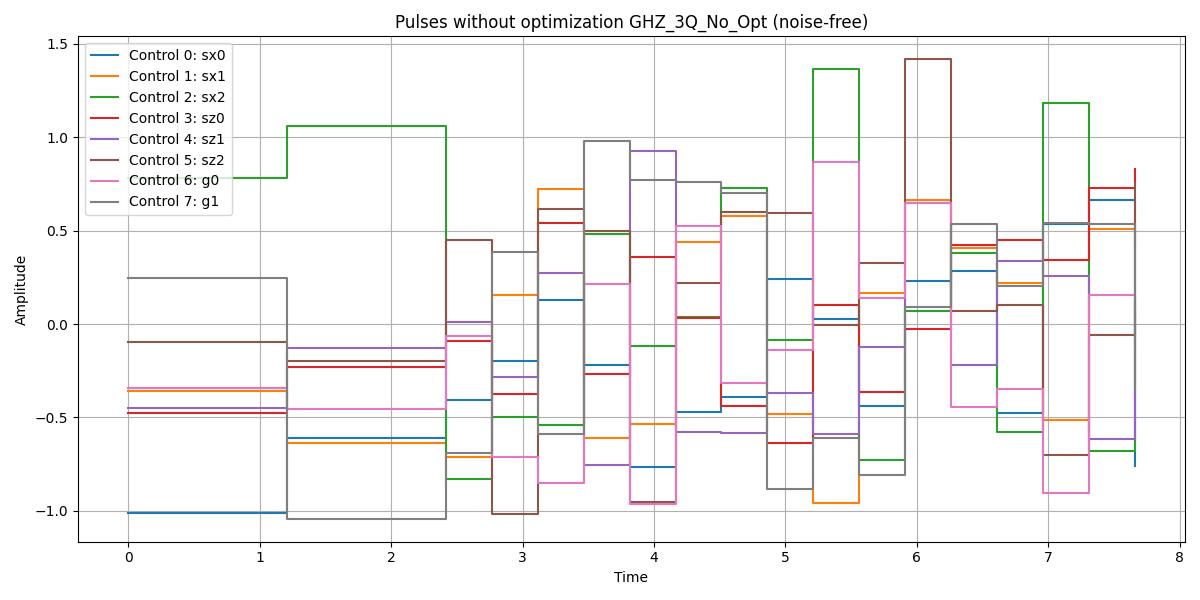 Pulses without optimization GHZ_3Q_No_Opt (noise-free)
Control 0: sx0
Control 1: sx1
Control 2: sx2
Control 3: sz0
Control 4: sz1
Control 5: sz2
Control 6: g0
Control 7: g1
Amplitude
1.5
1.0
0.5
0.0
−0.5
−1.0
0 1 2 3 4 5 6 7 8
Time